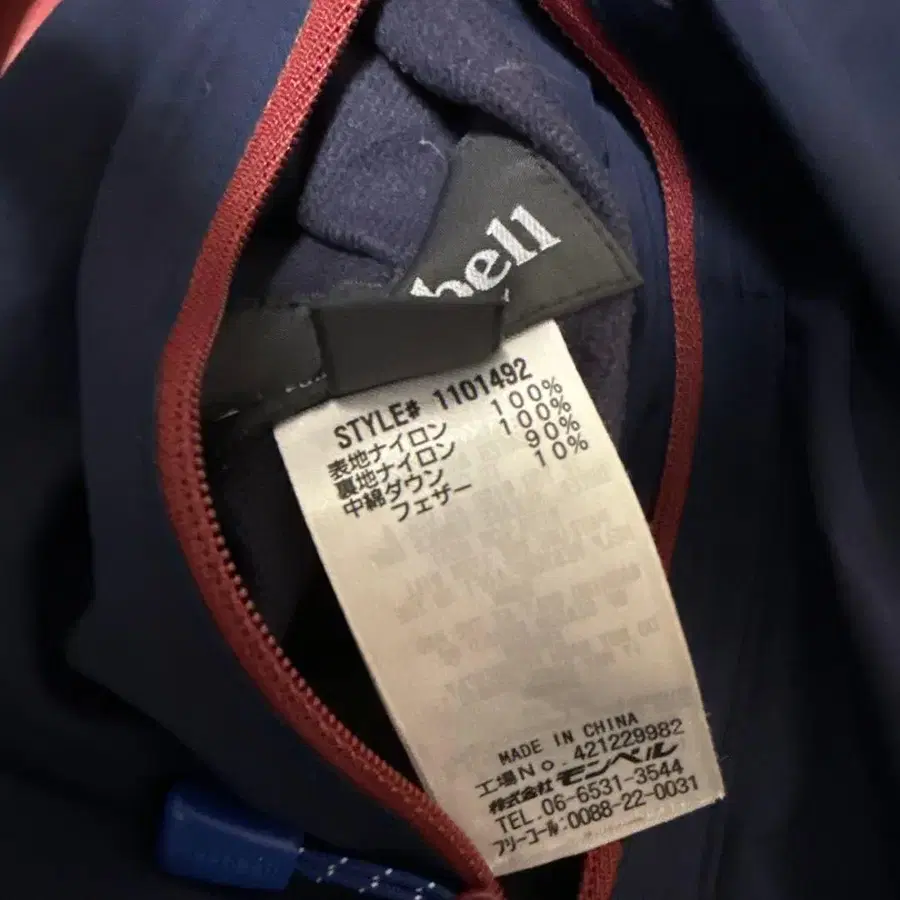 bell
STYLE# 1101492
表地ナイロン 100%
裏地ナイロン 100%
中綿ダウン 90%
フェザー 10%
MADE IN CHINA
工場No. 421229982
株式会社モンベル
TEL.06-6531-3544
フリーコール:0088-22-0031